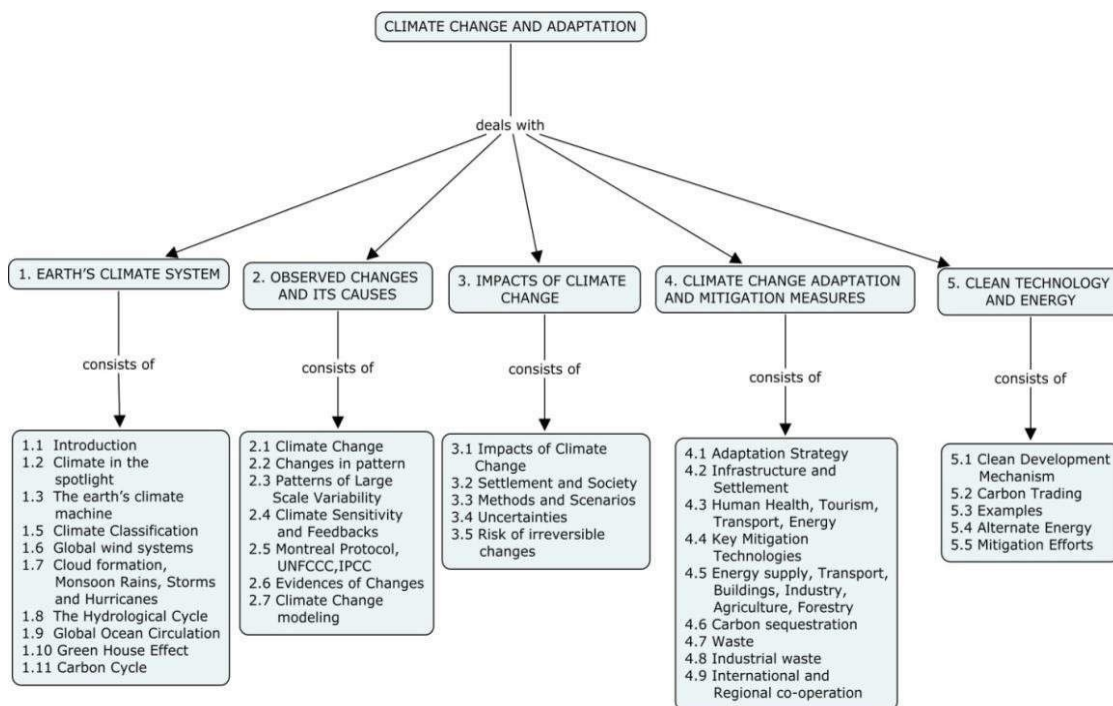 CLIMATE CHANGE AND ADAPTATION
deals with
1. EARTH'S CLIMATE SYSTEM
2. OBSERVED CHANGES
AND ITS CAUSES
3. IMPACTS OF CLIMATE
CHANGE
4. CLIMATE CHANGE ADAPTATION
AND MITIGATION MEASURES
5. CLEAN TECHNOLOGY
AND ENERGY
consists of
consists of
consists of
consists of
consists of
1.1 Introduction
1.2 Climate in the
spotlight
1.3 The earth's climate
machine
1.5 Climate Classification
1.6 Global wind systems
1.7 Cloud formation,
Monsoon Rains, Storms
and Hurricanes
1.8 The Hydrological Cycle
1.9 Global Ocean Circulation
1.10 Green House Effect
1.11 Carbon Cycle
2.1 Climate Change
2.2 Changes in pattern
2.3 Patterns of Large
Scale Variability
2.4 Climate Sensitivity
and Feedbacks
2.5 Montreal Protocol,
UNFCCC,IPCC
2.6 Evidences of Changes
2.7 Climate Change
modeling
3.1 Impacts of Climate
Change
3.2 Settlement and Society
3.3 Methods and Scenarios
3.4 Uncertainties
3.5 Risk of irreversible
changes
4.1 Adaptation Strategy
4.2 Infrastructure and
Settlement
4.3 Human Health, Tourism,
Transport, Energy
4.4 Key Mitigation
Technologies
4.5 Energy supply, Transport,
Buildings, Industry,
Agriculture, Forestry
4.6 Carbon sequestration
4.7 Waste
4.8 Industrial waste
4.9 International and
Regional co-operation
5.1 Clean Development
Mechanism
5.2 Carbon Trading
5.3 Examples
5.4 Alternate Energy
5.5 Mitigation Efforts